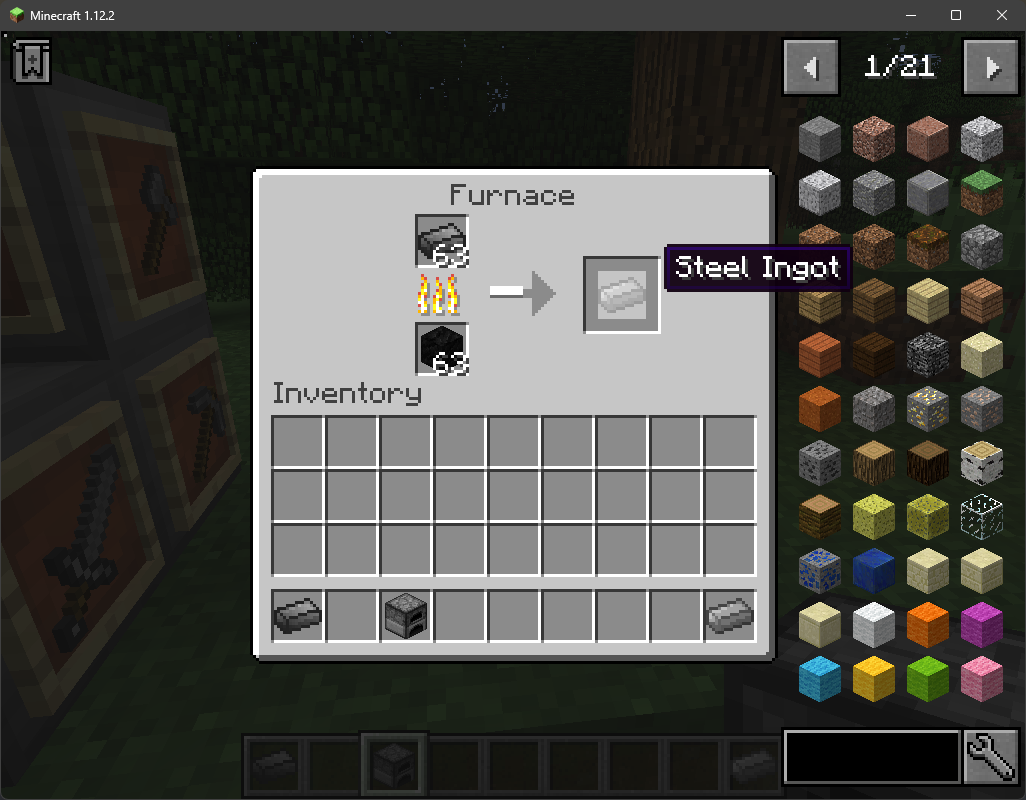 Minecraft 1.12.2
1/21
Furnace
63
Steel Ingot
63
Inventory